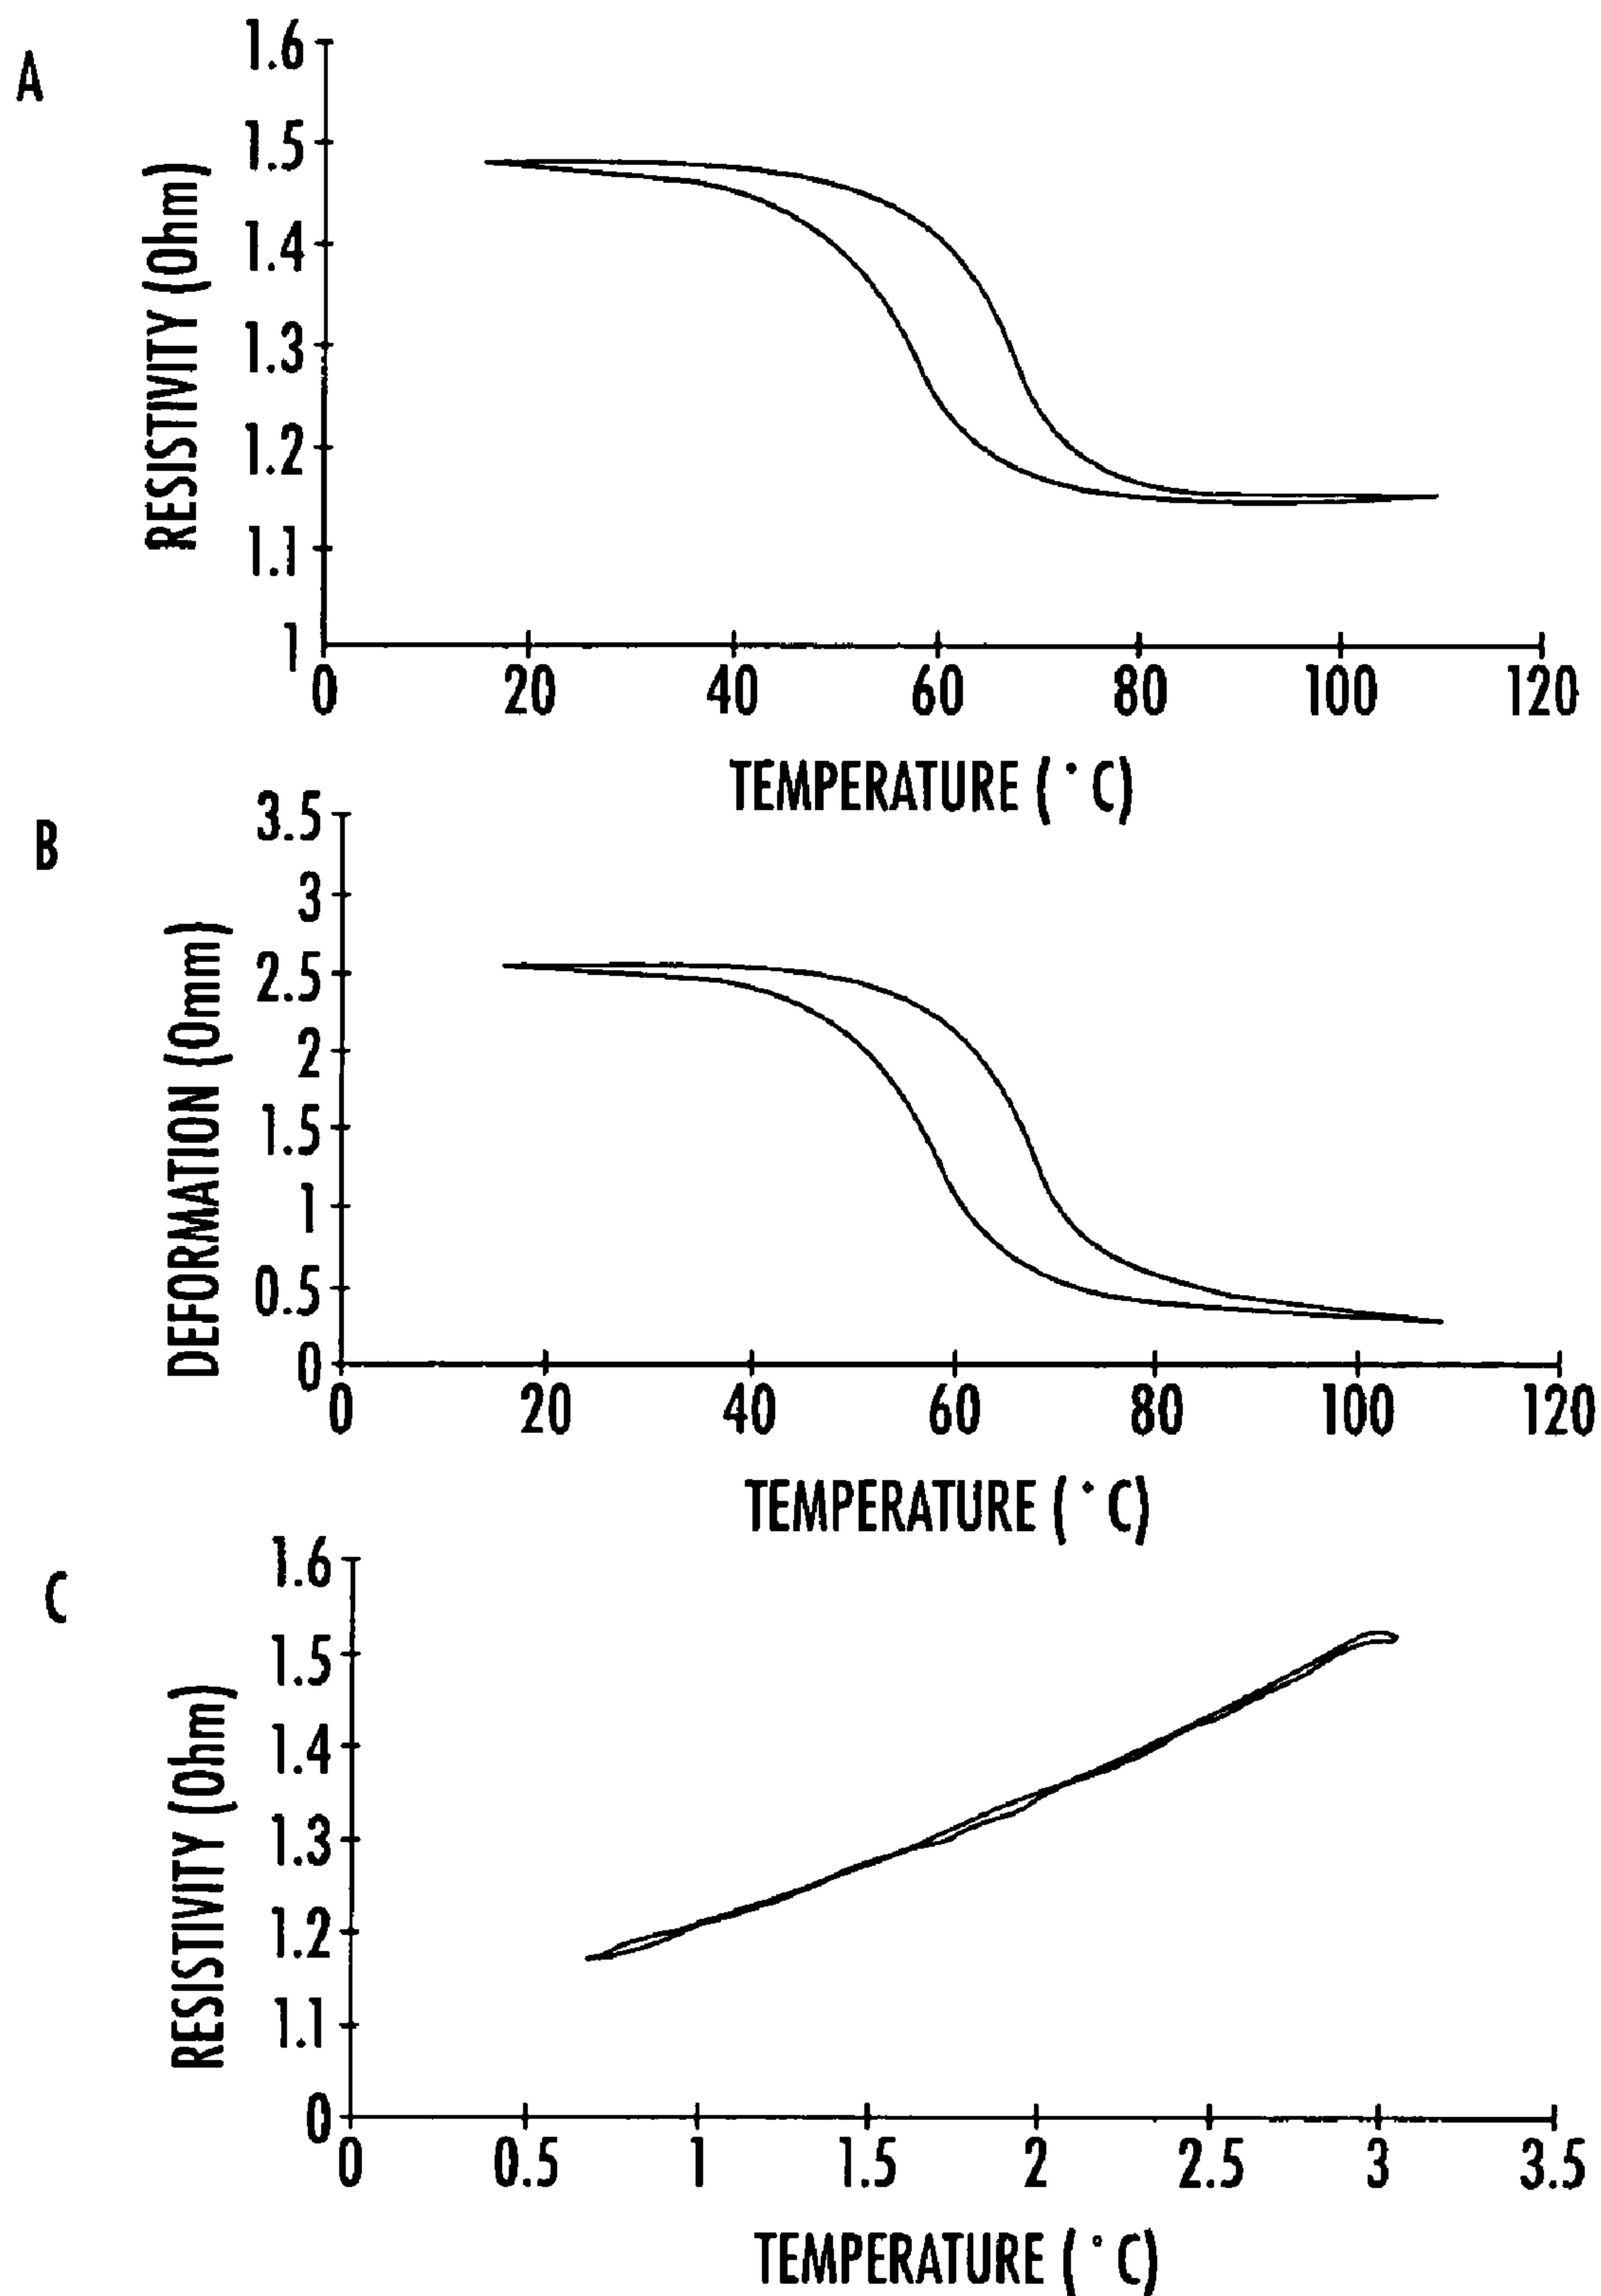 A
RESISTIVITY (Ohm)
1.6
1.5
1.4
1.3
1.2
1.1
1
0 20 40 60 80 100 120
TEMPERATURE (°C)
B
DEFORMATION (Omm)
3.5
3
2.5
2
1.5
1
0.5
0
0 20 40 60 80 100 120
TEMPERATURE (°C)
C
RESISTIVITY (Ohm)
1.6
1.5
1.4
1.3
1.2
1.1
0
0 0.5 1 1.5 2 2.5 3 3.5
TEMPERATURE (°C)